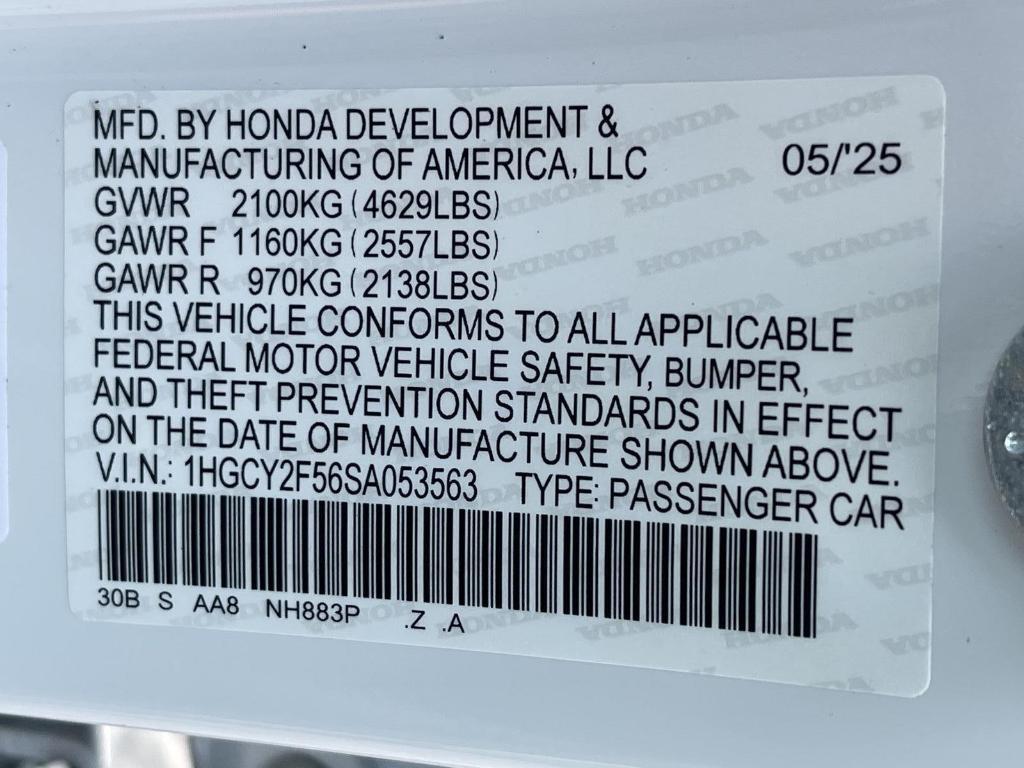 MFD. BY HONDA DEVELOPMENT &
MANUFACTURING OF AMERICA, LLC 05/'25
GVWR 2100KG (4629LBS)
GAWR F 1160KG (2557LBS)
GAWR R 970KG (2138LBS)
THIS VEHICLE CONFORMS TO ALL APPLICABLE
FEDERAL MOTOR VEHICLE SAFETY, BUMPER,
AND THEFT PREVENTION STANDARDS IN EFFECT
ON THE DATE OF MANUFACTURE SHOWN ABOVE.
V.I.N.: 1HGCY2F56SA053563 TYPE: PASSENGER CAR
30B S AA8 NH883P .Z .A